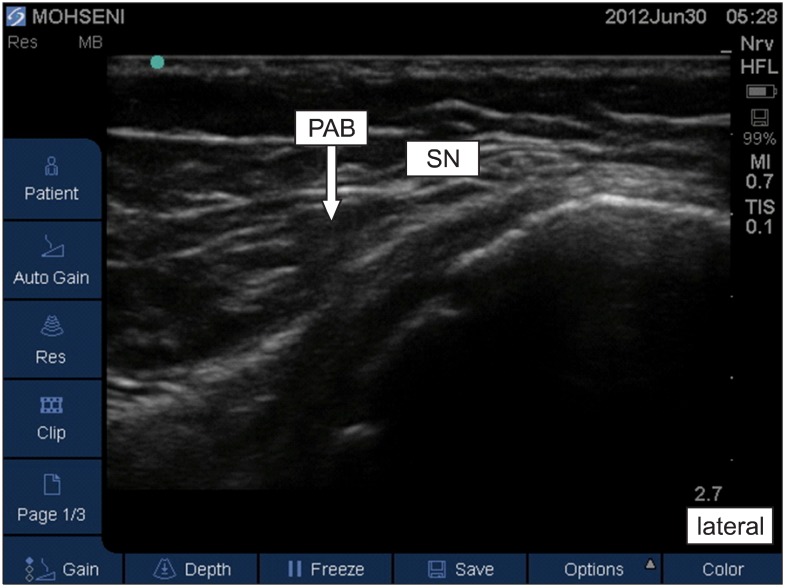 MOHSENI 2012Jun30 05:28
Res MB
Nrv
HFL
99%
MI
0.7
TIS
0.1
PAB
SN
Patient
Auto Gain
Res
Clip
Page 1/3
2.7
lateral
Gain Depth Freeze Save Options Color